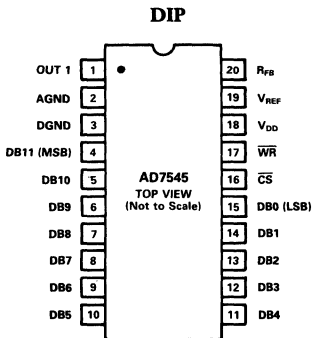 DIP
OUT 1 1
AGND 2
DGND 3
DB11 (MSB) 4
DB10 5
DB9 6
DB8 7
DB7 8
DB6 9
DB5 10
AD7545
TOP VIEW
(Not to Scale)
20 RFB
19 VREF
18 VDD
17 WR
16 CS
15 DB0 (LSB)
14 DB1
13 DB2
12 DB3
11 DB4